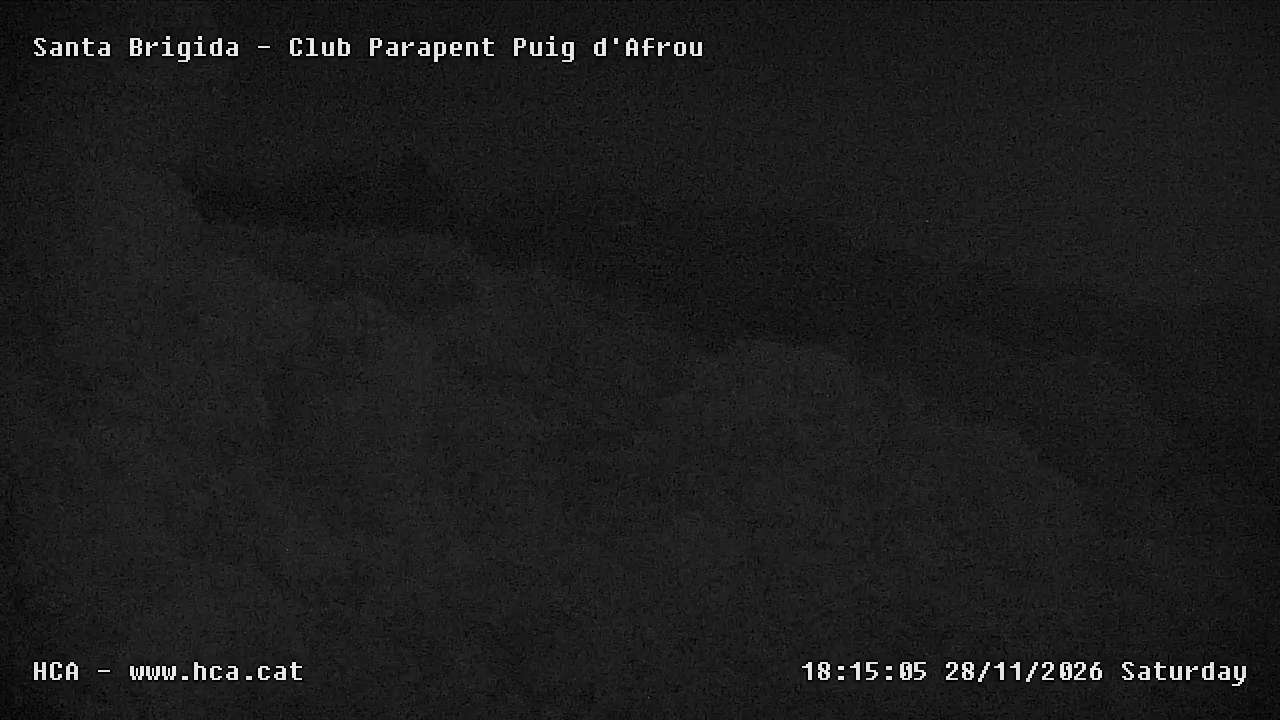 Santa Brigida - Club Parapent Puig d'Afrou
HCA - www.hca.cat
18:15:05 28/11/2026 Saturday